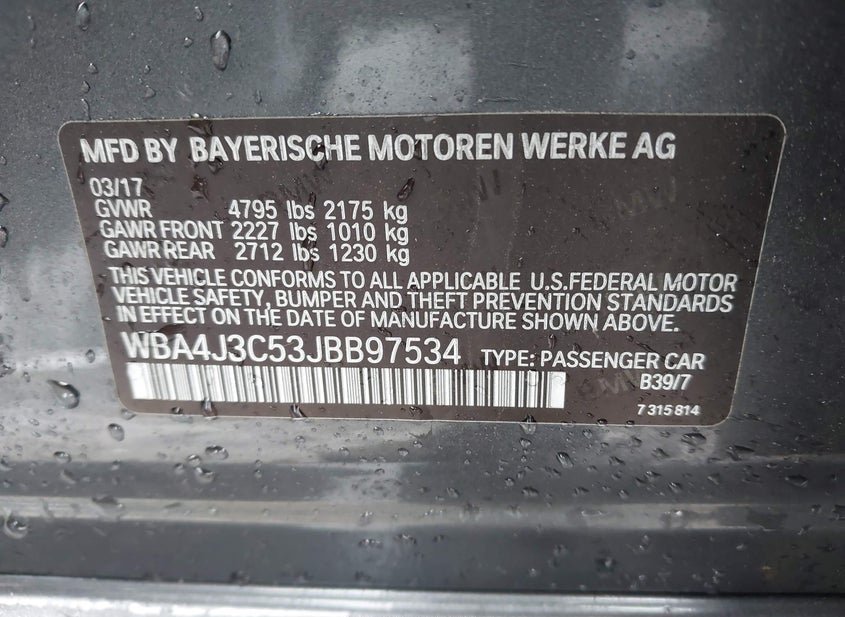 MFD BY BAYERISCHE MOTOREN WERKE AG
03/17
GVWR 4795 lbs 2175 kg
GAWR FRONT 2227 lbs 1010 kg
GAWR REAR 2712 lbs 1230 kg
THIS VEHICLE CONFORMS TO ALL APPLICABLE U.S.FEDERAL MOTOR
VEHICLE SAFETY, BUMPER AND THEFT PREVENTION STANDARDS
IN EFFECT ON THE DATE OF MANUFACTURE SHOWN ABOVE.
WBA4J3C53JBB97534 TYPE: PASSENGER CAR
B39/7
7 315 814